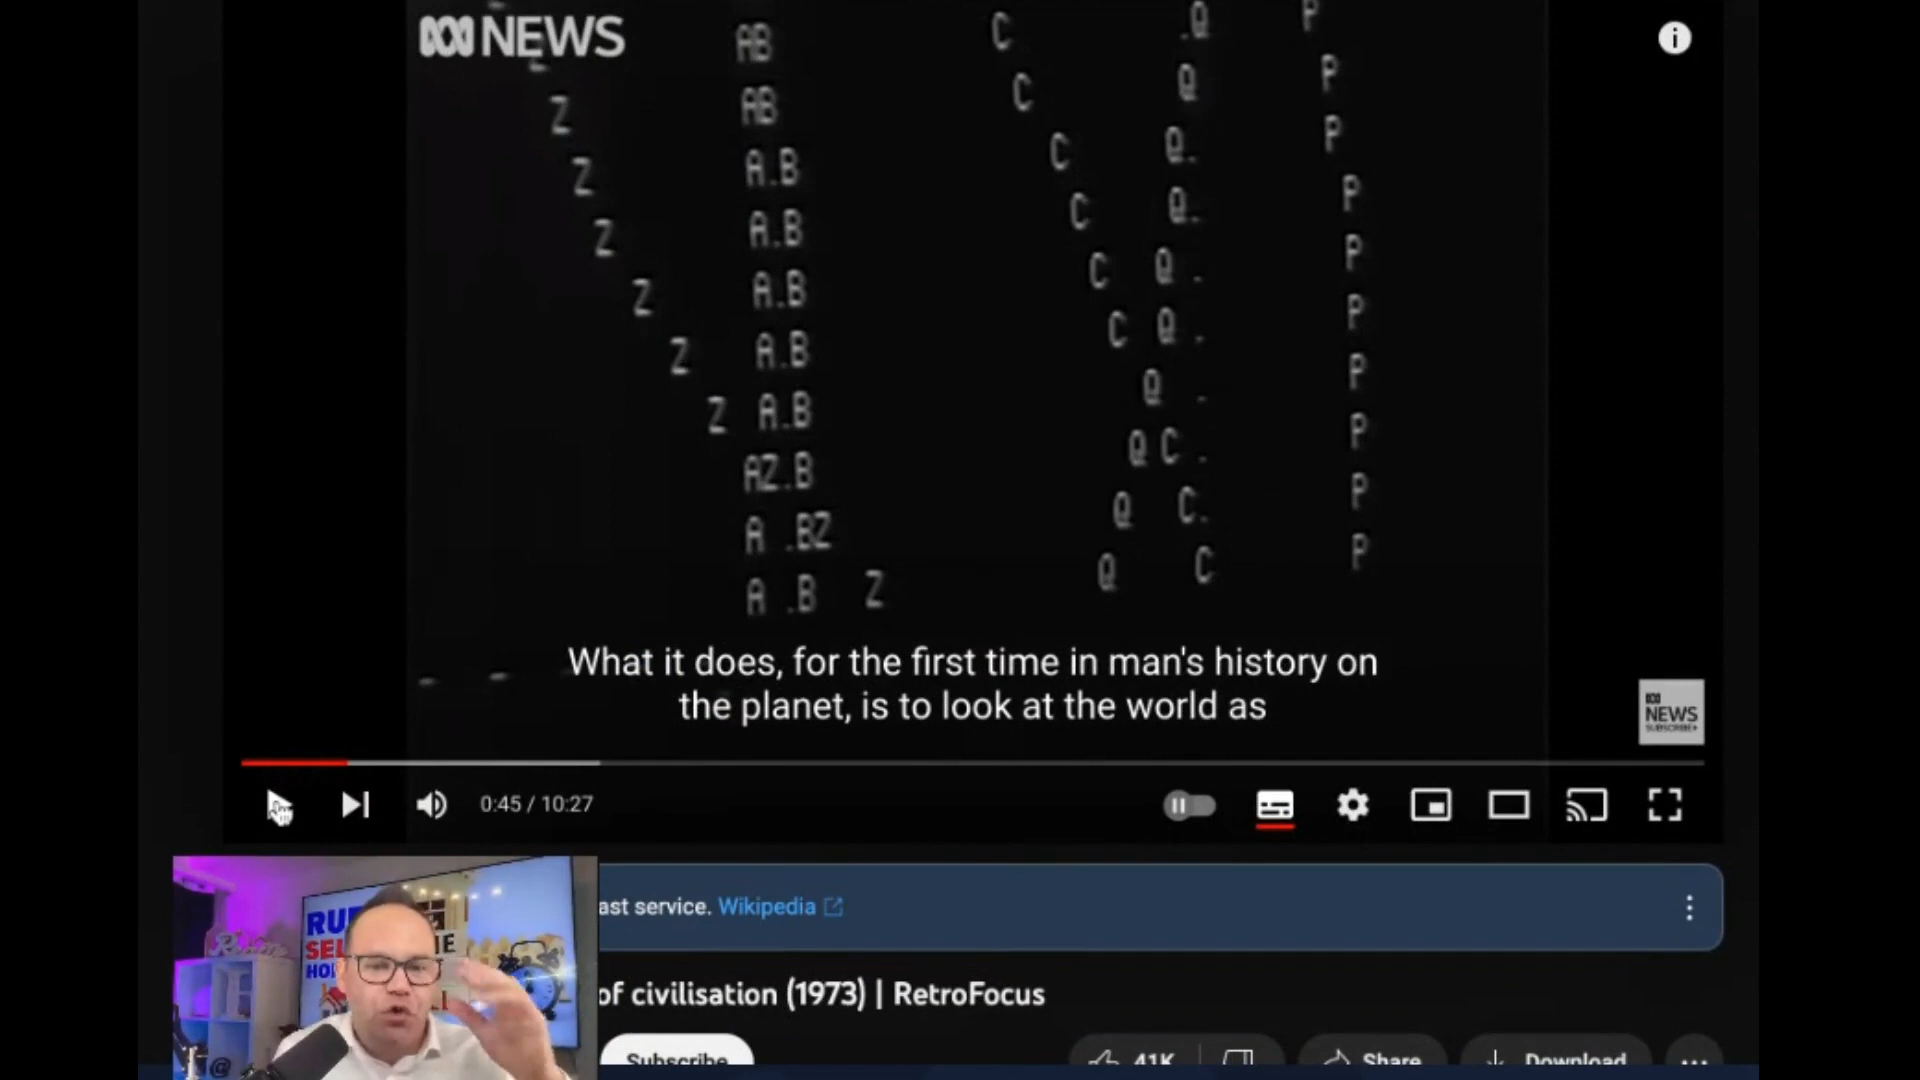 NEWS
AB C .Q P
Z AB C Q P
Z A.B C Q. P
Z A.B C Q. P
Z A.B C Q . P
Z A.B C Q . P
Z A.B Q . P
AZ.B Q C . P
A .BZ Q C. P
A .B Z Q C P
What it does, for the first time in man's history on
the planet, is to look at the world as
NEWS
SUBSCRIBE
0:45 / 10:27
ast service. Wikipedia
of civilisation (1973) | RetroFocus
Subscribe 41K Share Download